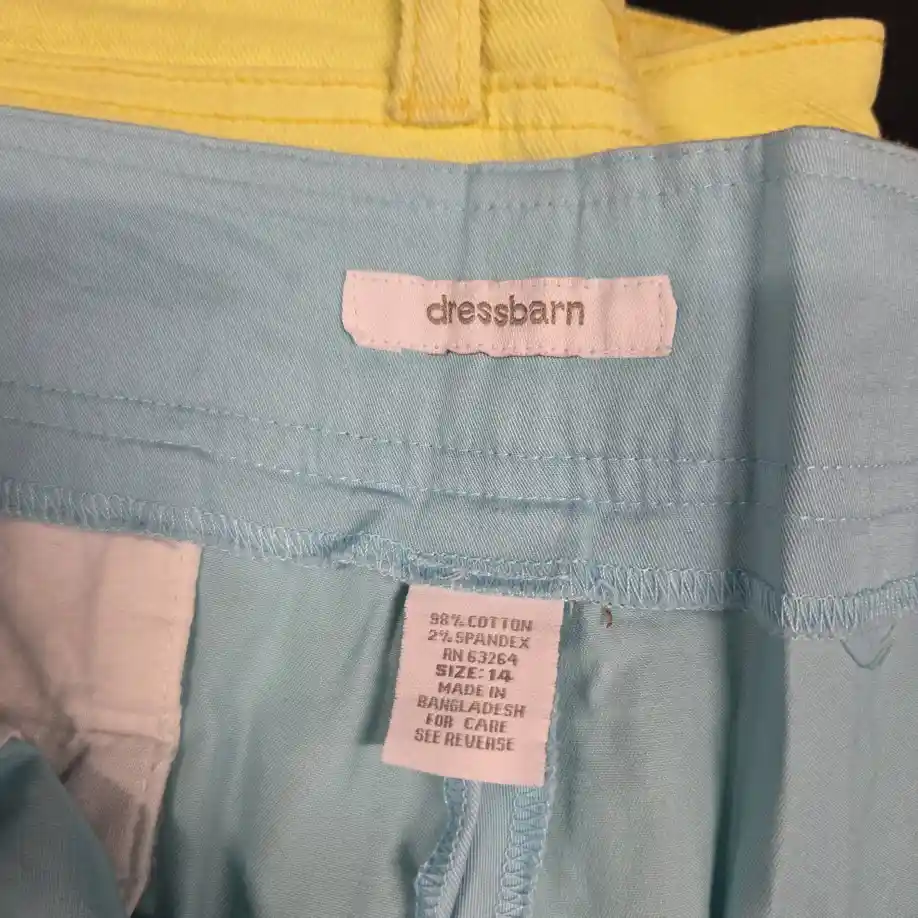 dressbarn
98% COTTON
2% SPANDEX
RN 63264
SIZE: 14
MADE IN
BANGLADESH
FOR CARE
SEE REVERSE